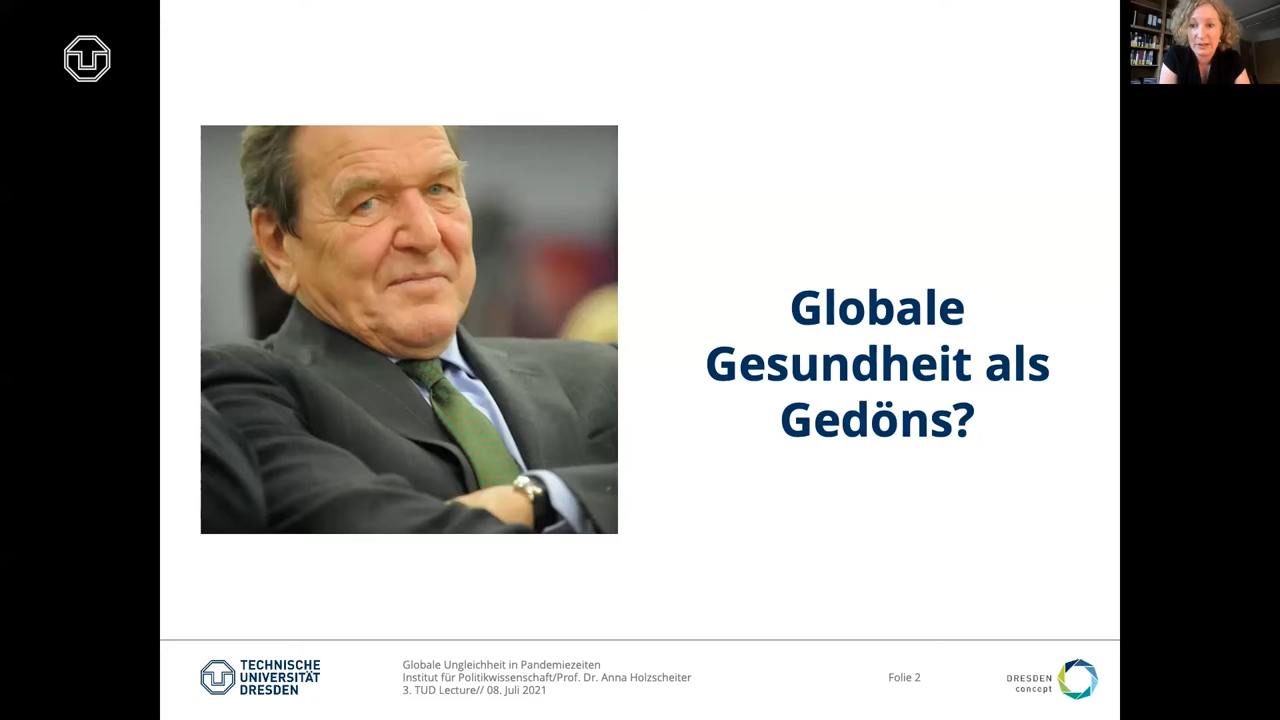 Globale
Gesundheit als
Gedöns?
TECHNISCHE
UNIVERSITÄT
DRESDEN
Globale Ungleichheit in Pandemiezeiten
Institut für Politikwissenschaft/Prof. Dr. Anna Holzscheiter
3. TUD Lecture// 08. Juli 2021
Folie 2
DRESDEN
concept